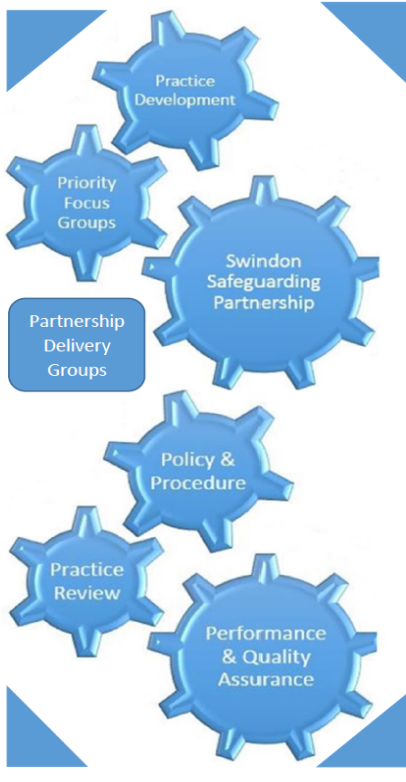 Practice
Development
Priority
Focus
Groups
Swindon
Safeguarding
Partnership
Partnership
Delivery
Groups
Policy &
Procedure
Practice
Review
Performance
& Quality
Assurance